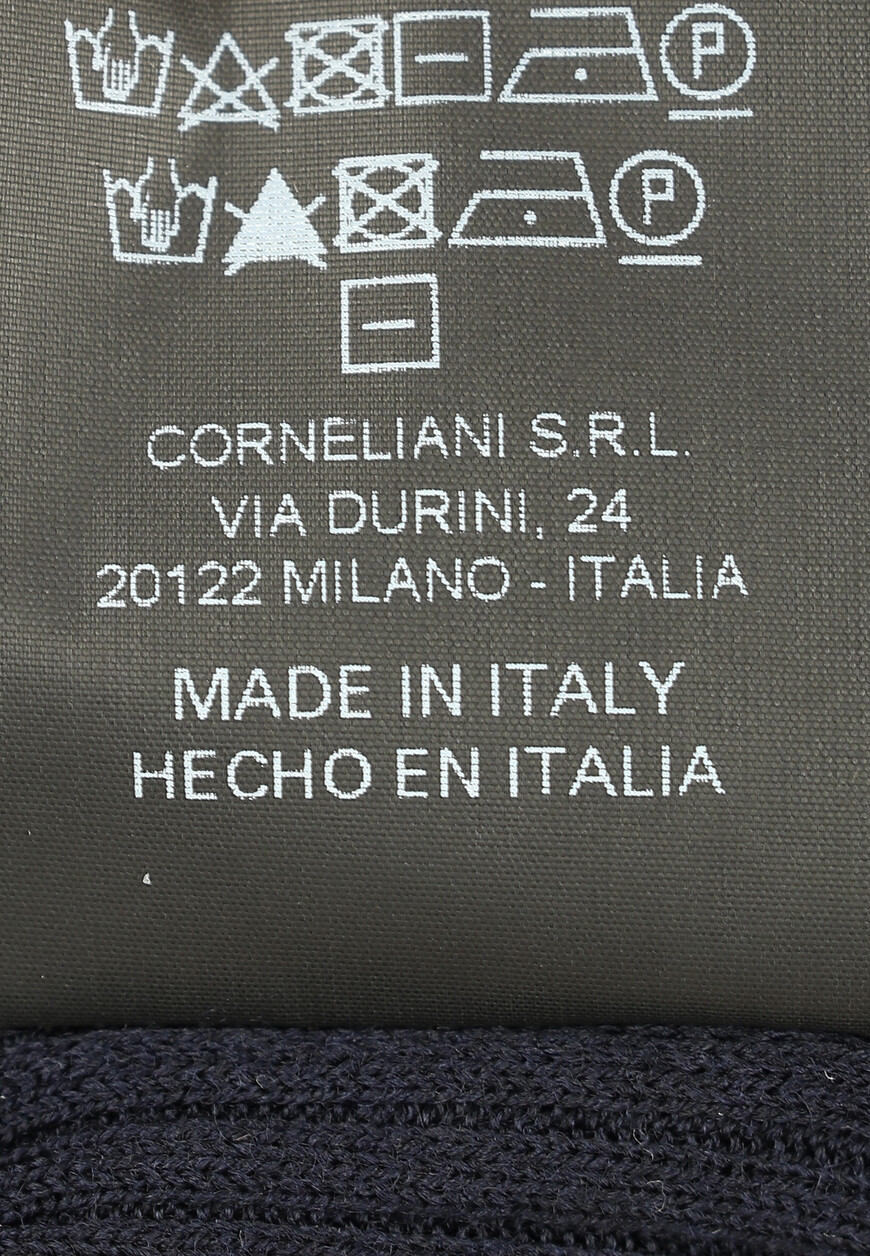 P
P
CORNELIANI S.R.L.
VIA DURINI, 24
20122 MILANO - ITALIA
MADE IN ITALY
HECHO EN ITALIA